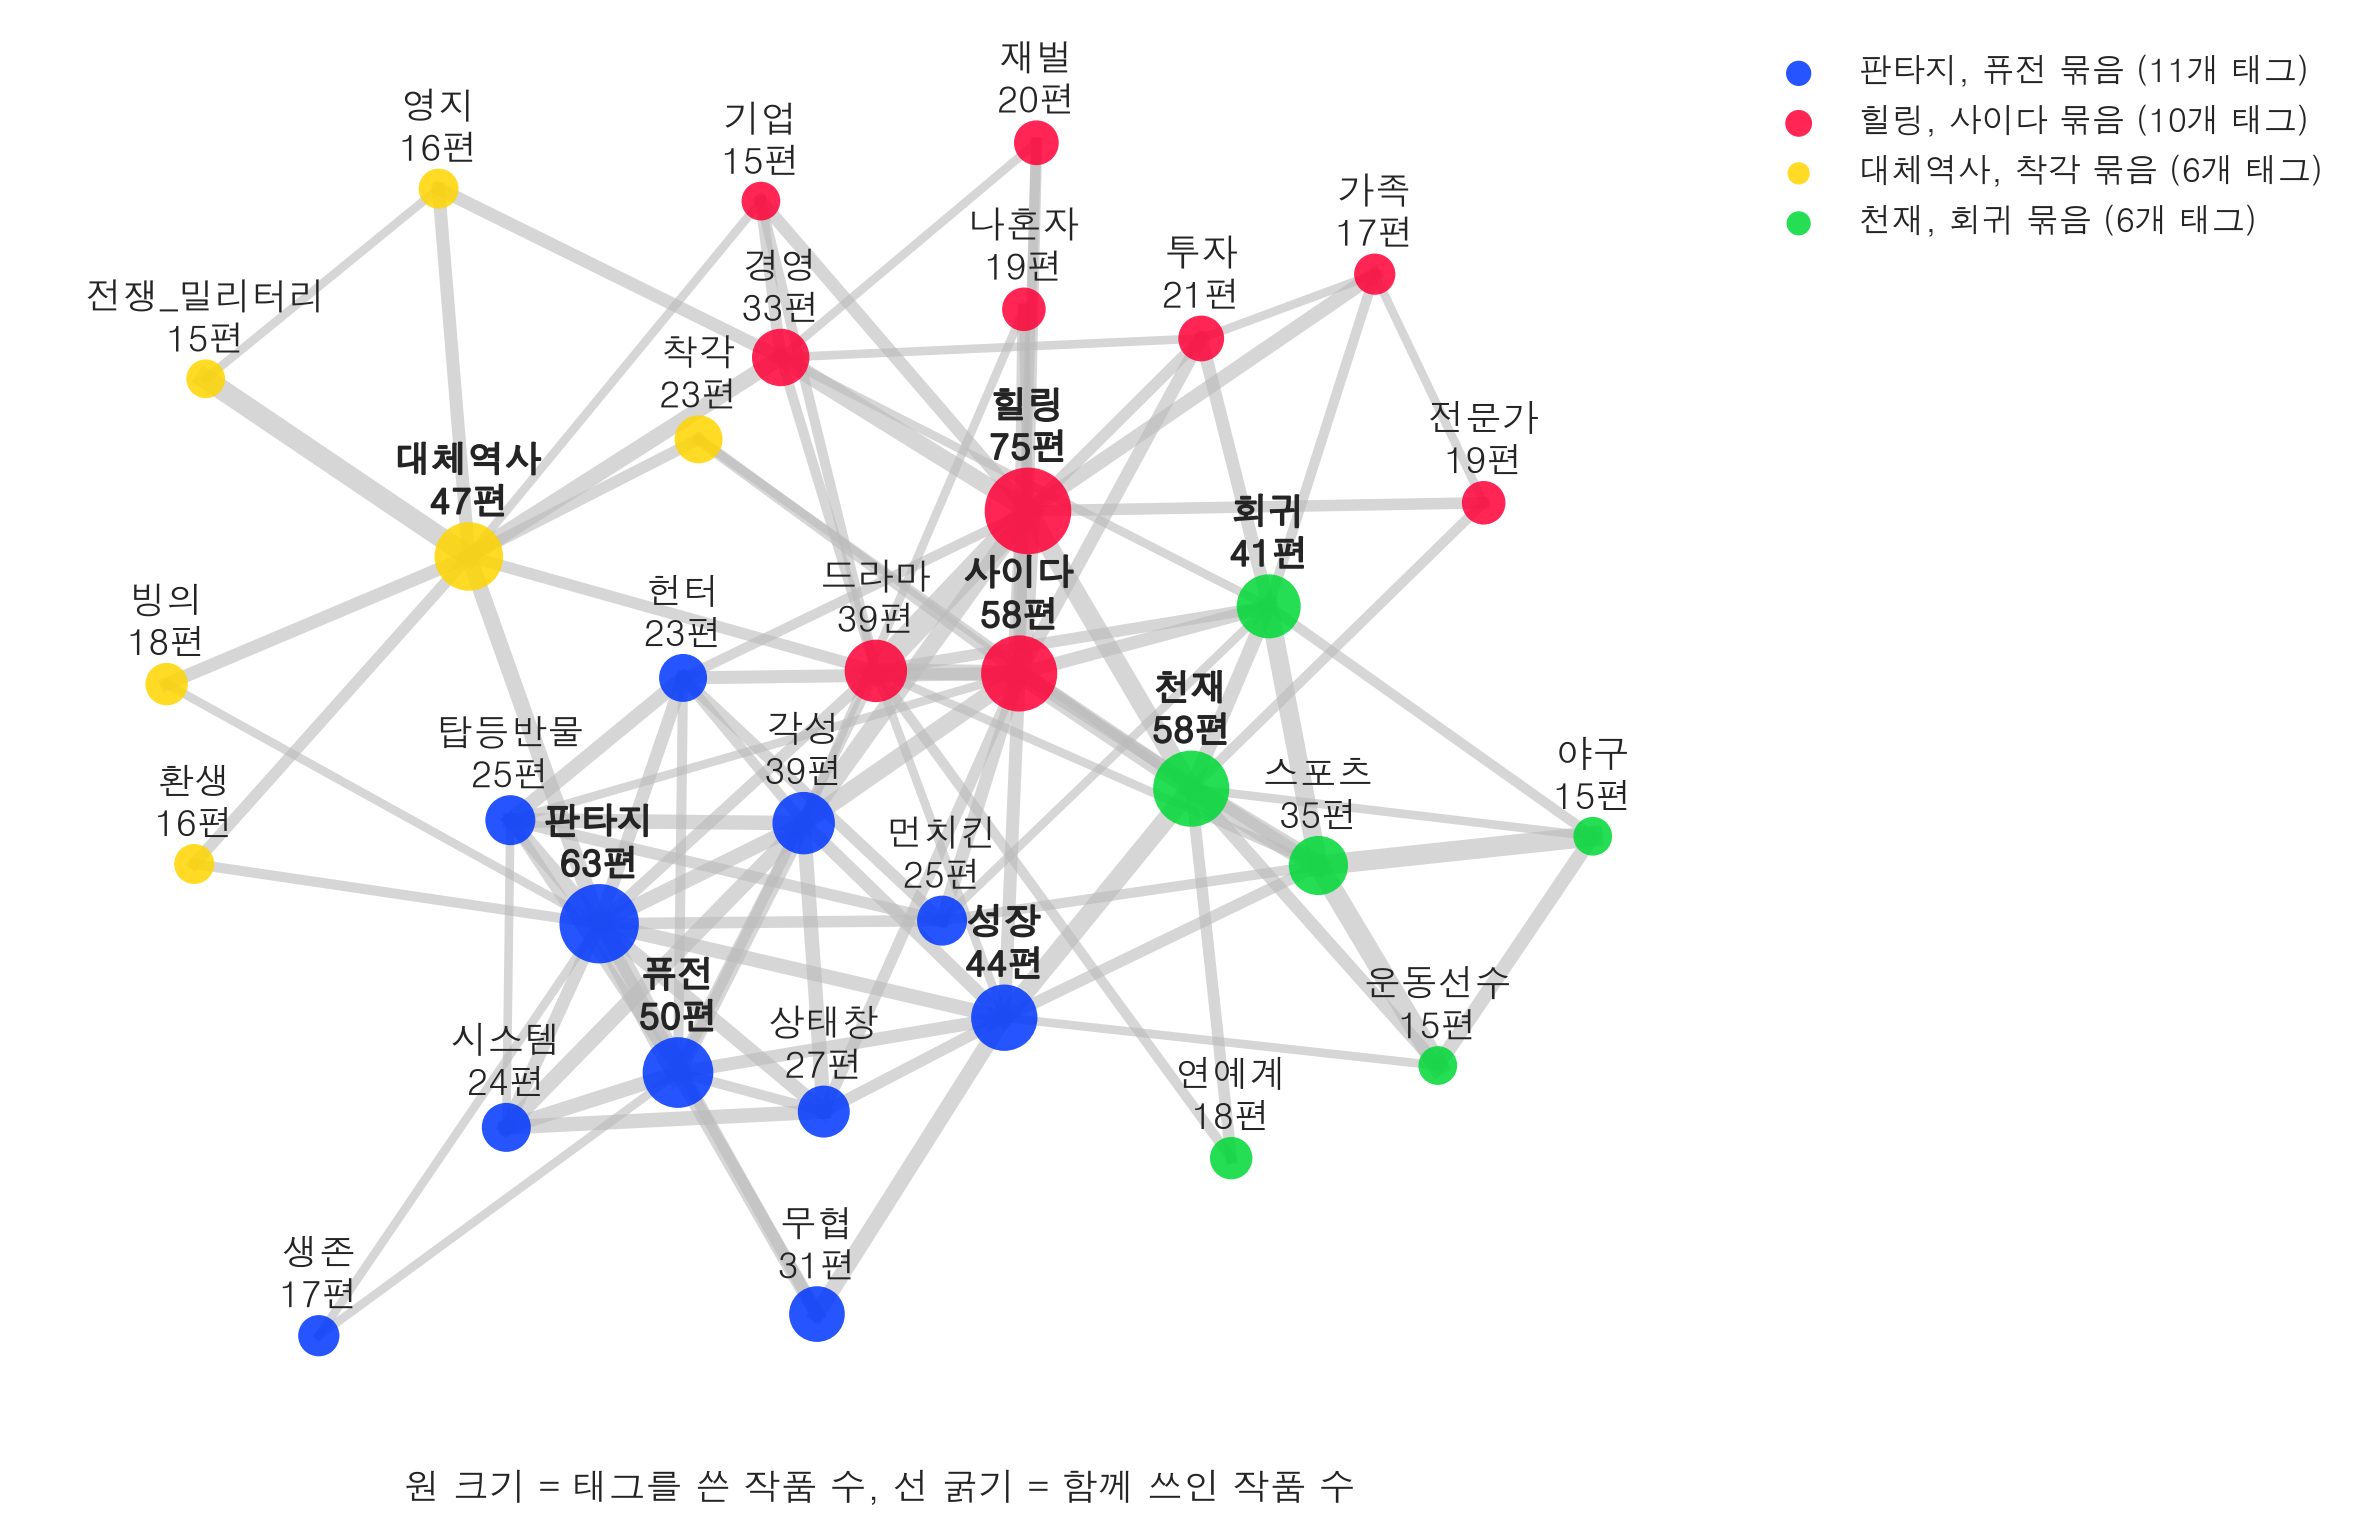 재벌
20편
영지
16편
기업
15편
나혼자
19편
가족
17편
투자
21편
경영
33편
전쟁_밀리터리
15편
착각
23편
힐링
75편
전문가
19편
대체역사
47편
회귀
41편
사이다
58편
드라마
39편
헌터
23편
빙의
18편
천재
58편
각성
39편
탑등반물
25편
스포츠
35편
야구
15편
환생
16편
판타지
63편
먼치킨
25편
성장
44편
퓨전
50편
운동선수
15편
상태창
27편
시스템
24편
연예계
18편
무협
31편
생존
17편
판타지, 퓨전 묶음 (11개 태그)
힐링, 사이다 묶음 (10개 태그)
대체역사, 착각 묶음 (6개 태그)
천재, 회귀 묶음 (6개 태그)
원 크기 = 태그를 쓴 작품 수, 선 굵기 = 함께 쓰인 작품 수